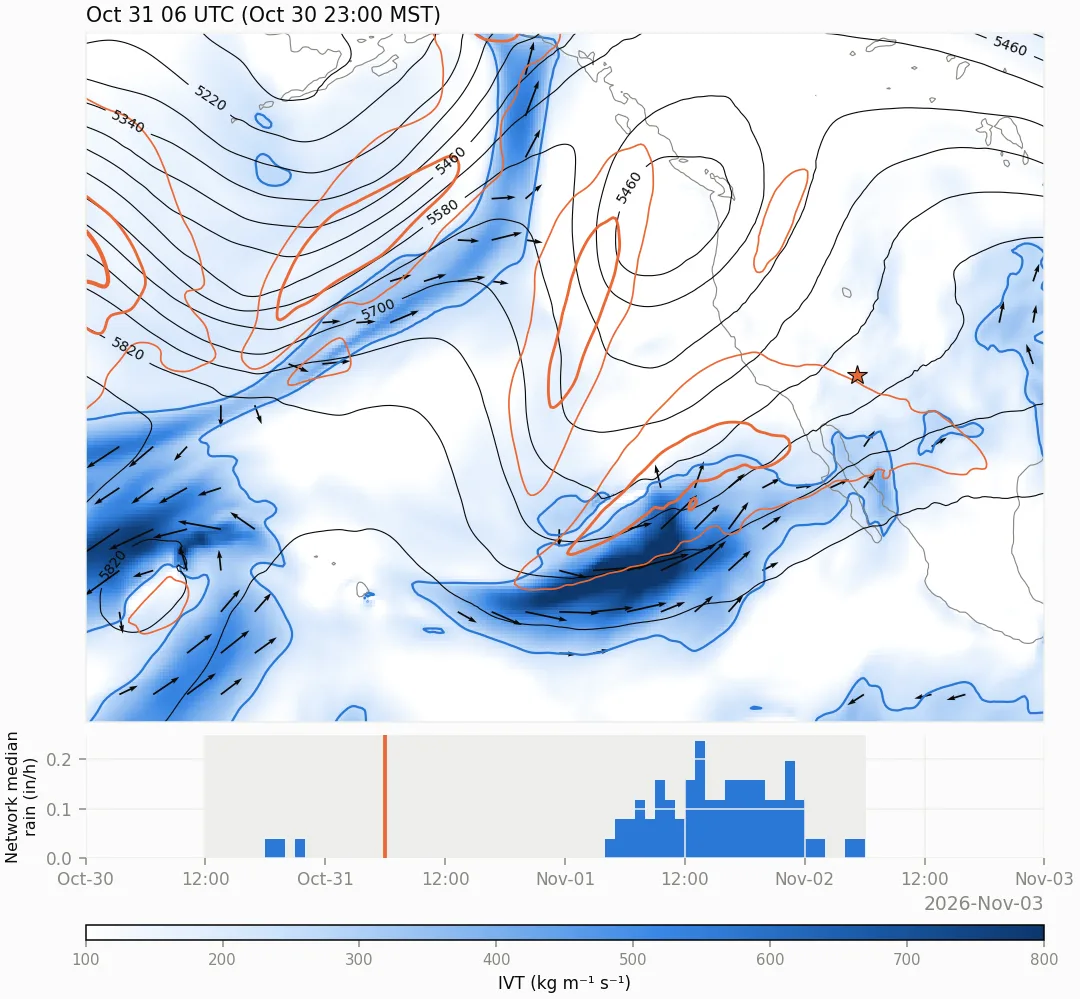 Oct 31 06 UTC (Oct 30 23:00 MST)
5460
5220
5340
5460
5460
5580
5700
5820
5820
Network median
rain (in/h)
0.2
0.1
0.0
Oct-30 12:00 Oct-31 12:00 Nov-01 12:00 Nov-02 12:00 Nov-03
2026-Nov-03
100 200 300 400 500 600 700 800
IVT (kg m⁻¹ s⁻¹)